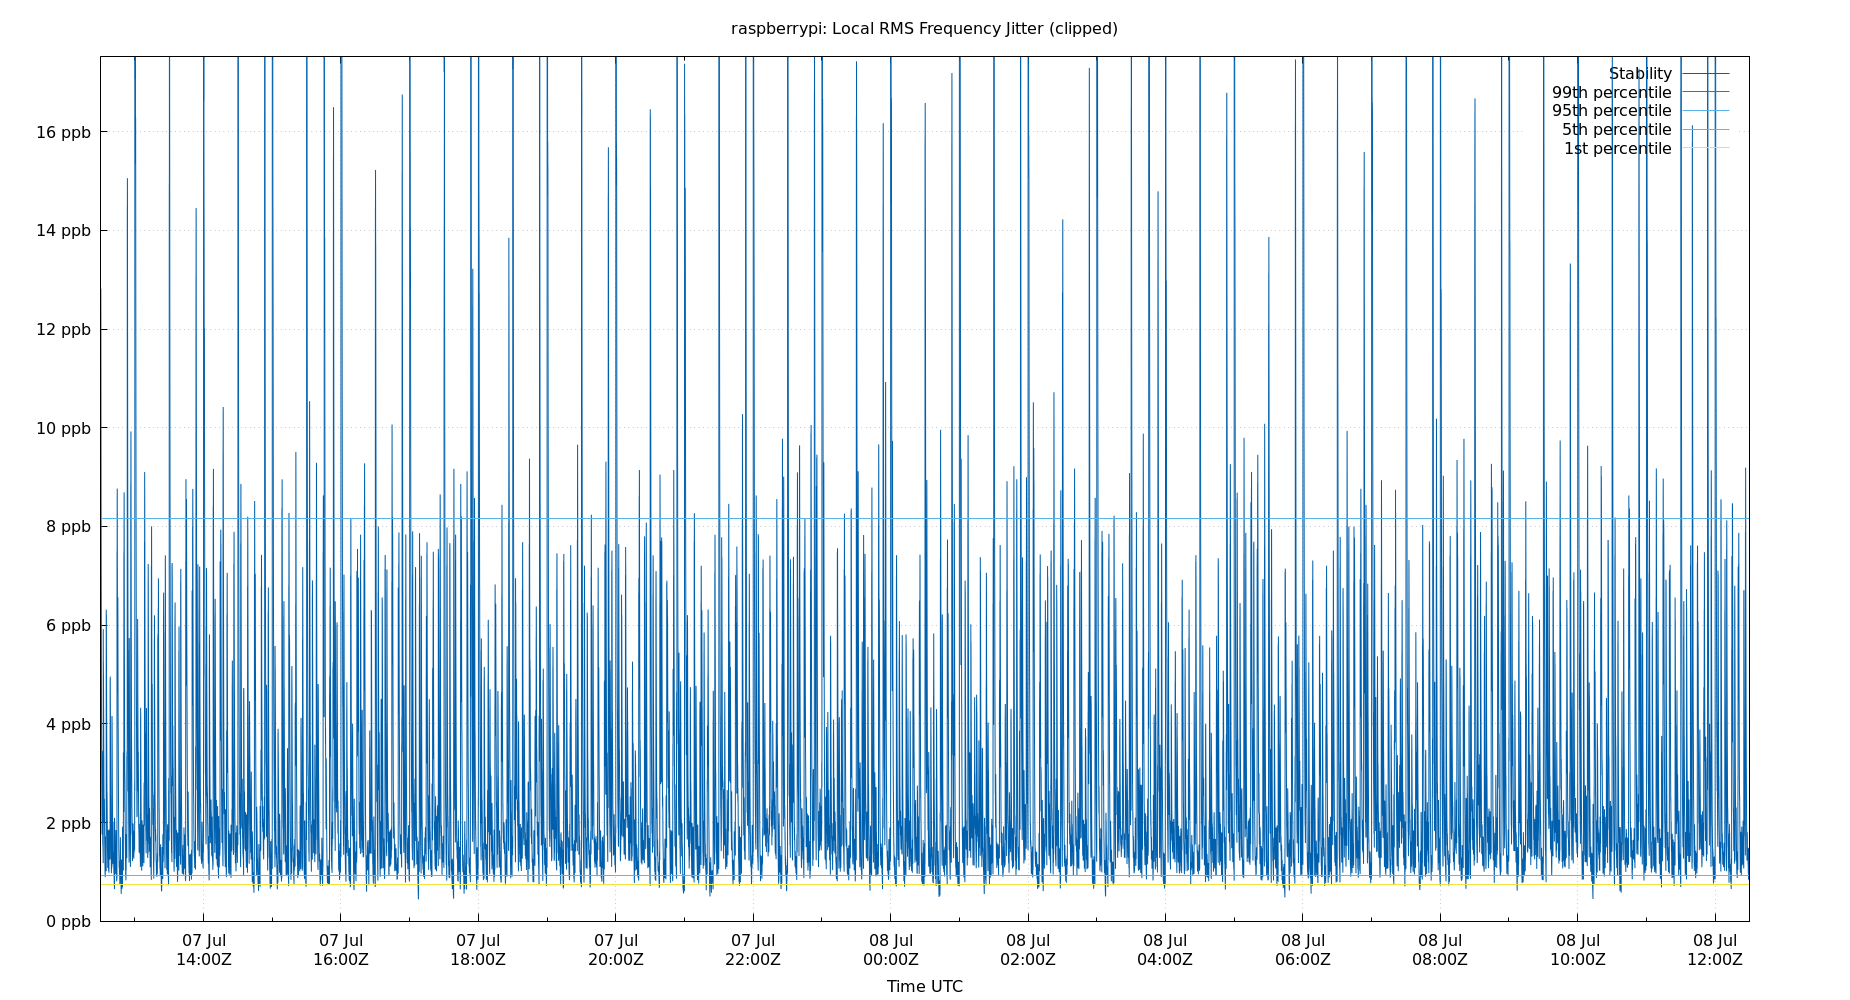 raspberrypi: Local RMS Frequency Jitter (clipped)
Stability
99th percentile
95th percentile
5th percentile
1st percentile
16 ppb
14 ppb
12 ppb
10 ppb
8 ppb
6 ppb
4 ppb
2 ppb
0 ppb
07 Jul 07 Jul 07 Jul 07 Jul 07 Jul 08 Jul 08 Jul 08 Jul 08 Jul 08 Jul 08 Jul 08 Jul
14:00Z 16:00Z 18:00Z 20:00Z 22:00Z 00:00Z 02:00Z 04:00Z 06:00Z 08:00Z 10:00Z 12:00Z
Time UTC